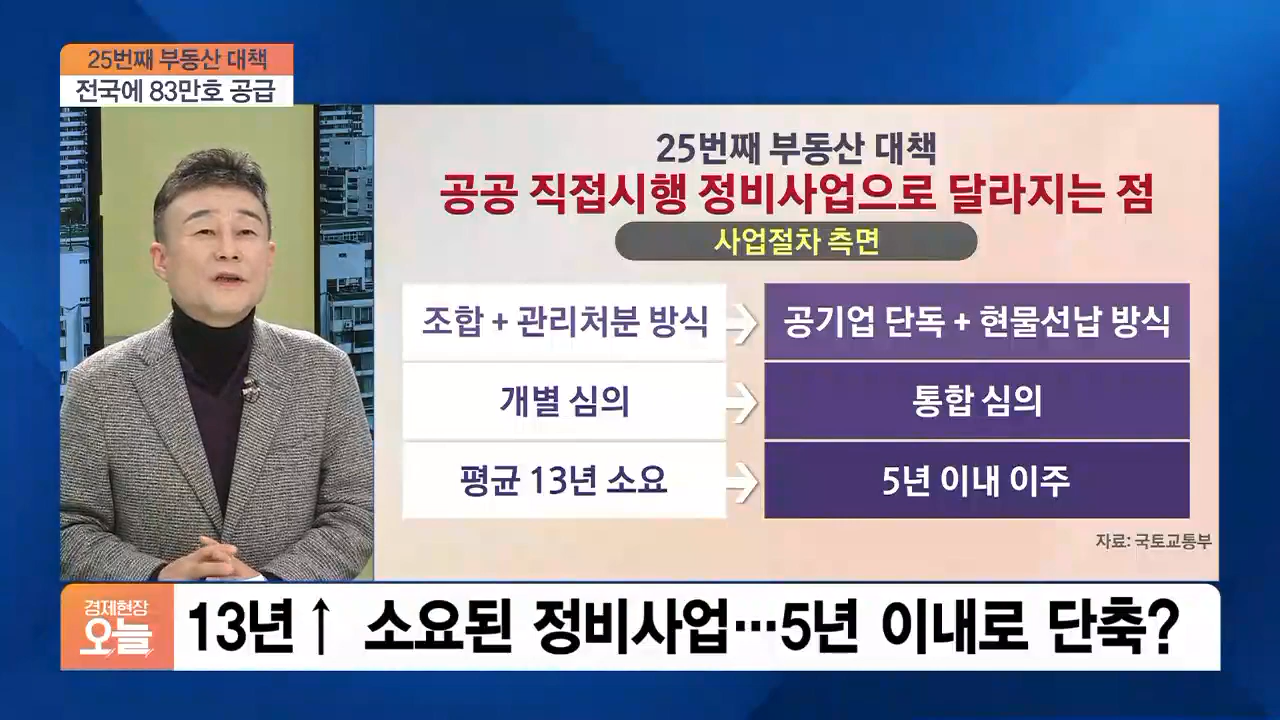 25번째 부동산 대책
전국에 83만호 공급
25번째 부동산 대책
공공 직접시행 정비사업으로 달라지는 점
사업절차 측면
조합 + 관리처분 방식 → 공기업 단독 + 현물선납 방식
개별 심의 → 통합 심의
평균 13년 소요 → 5년 이내 이주
자료: 국토교통부
경제현장
오늘
13년↑ 소요된 정비사업…5년 이내로 단축?